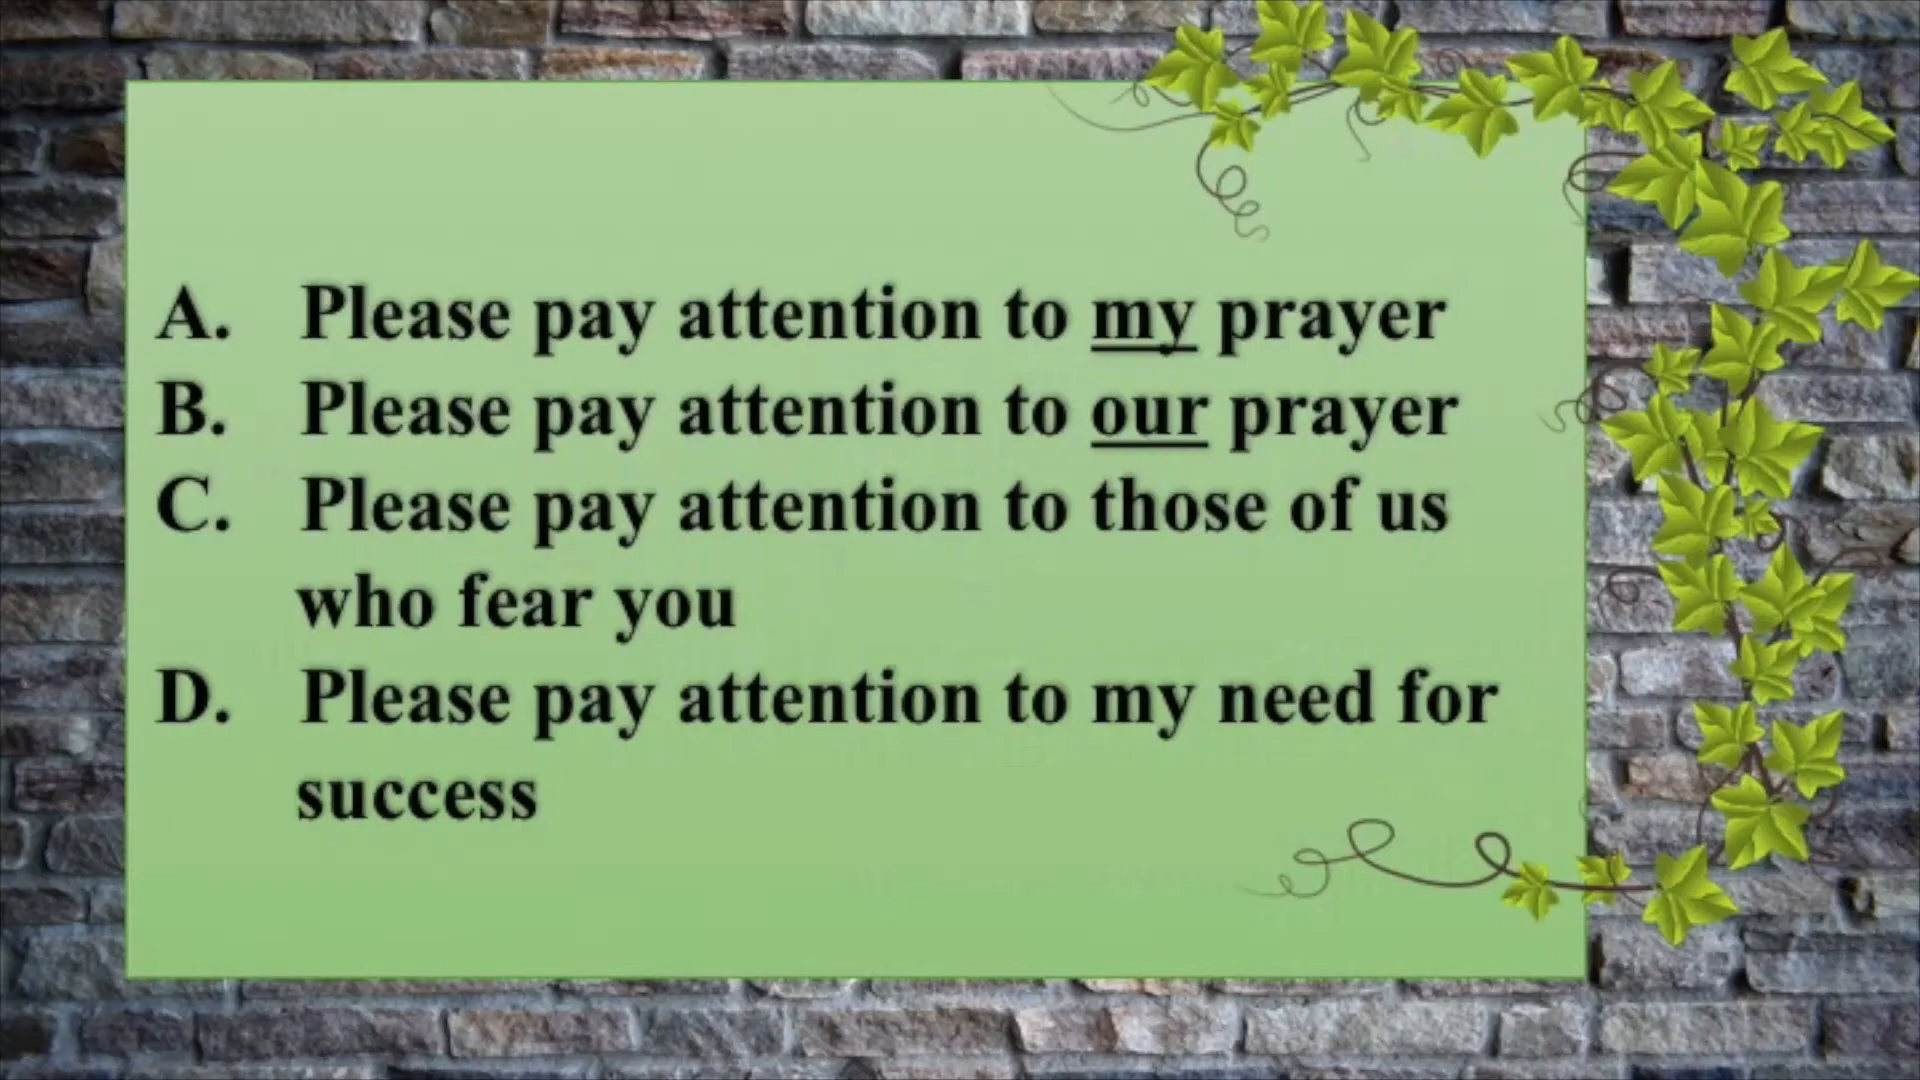 A. Please pay attention to my prayer
B. Please pay attention to our prayer
C. Please pay attention to those of us
who fear you
D. Please pay attention to my need for
success